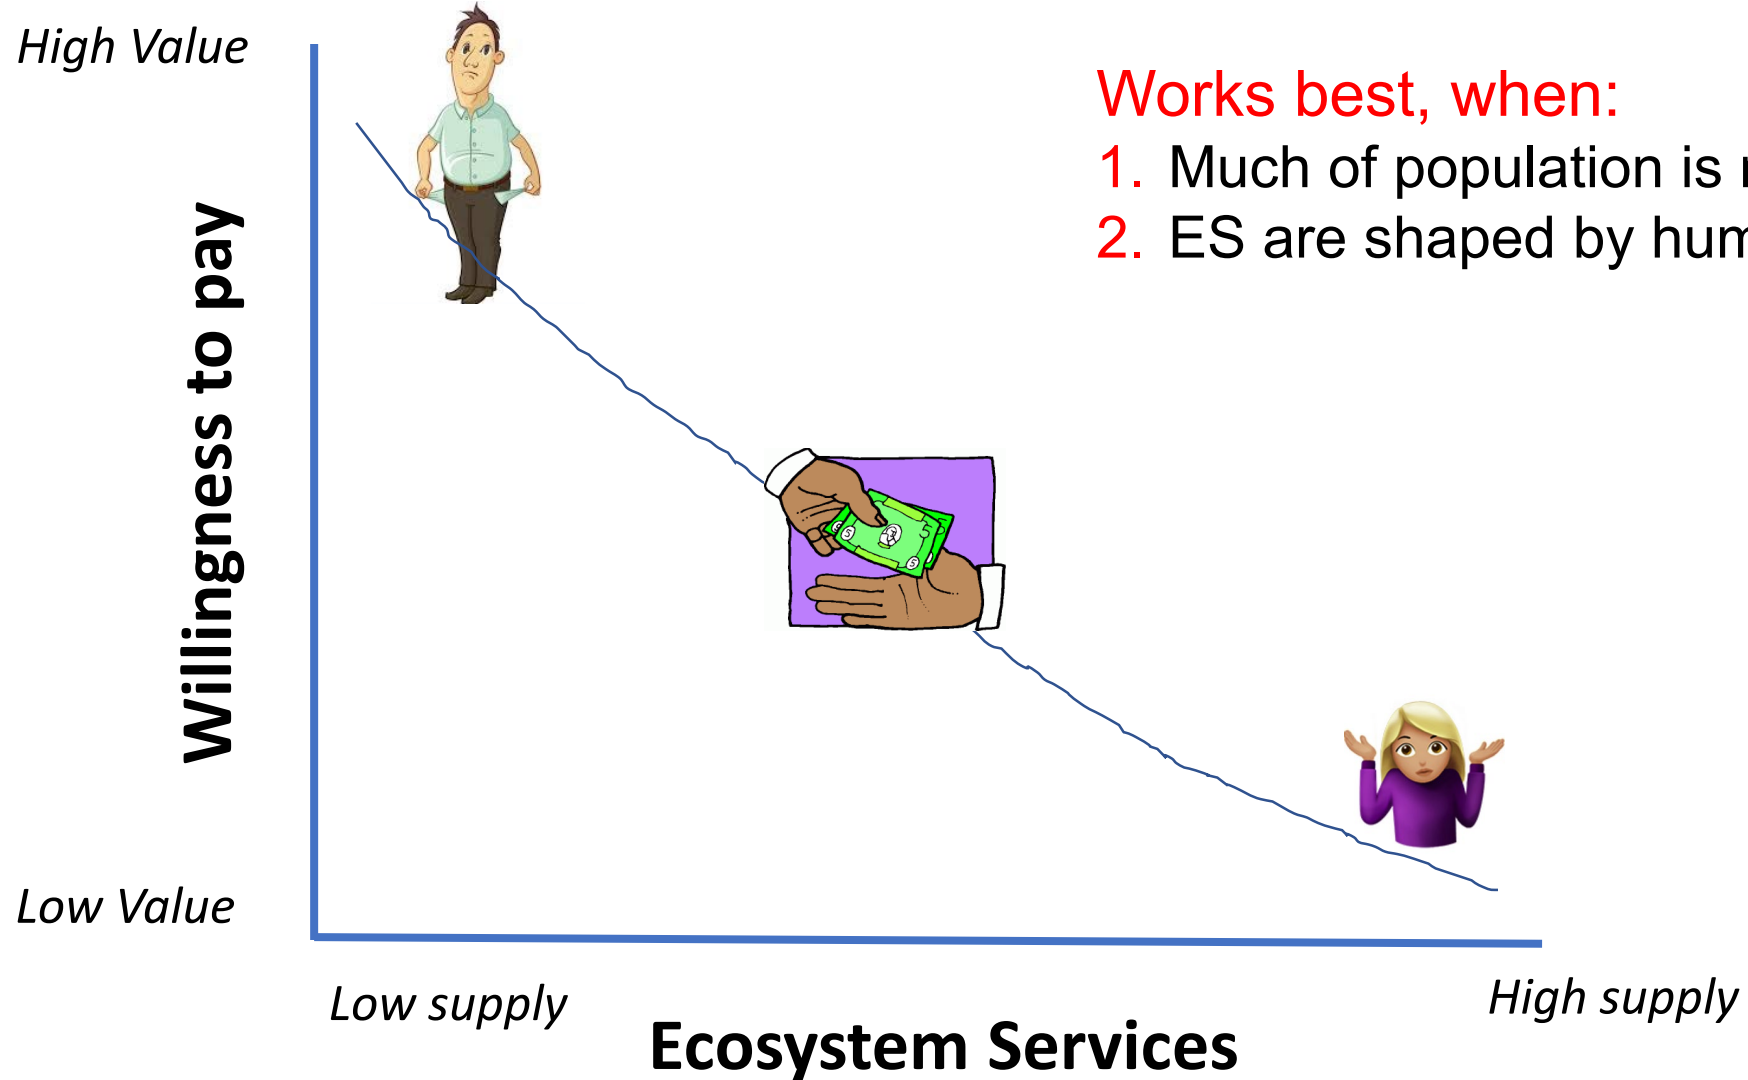 High Value
Works best, when:
1. Much of population is
2. ES are shaped by
Willingness to pay
Low Value
Low supply
High supply
Ecosystem Services